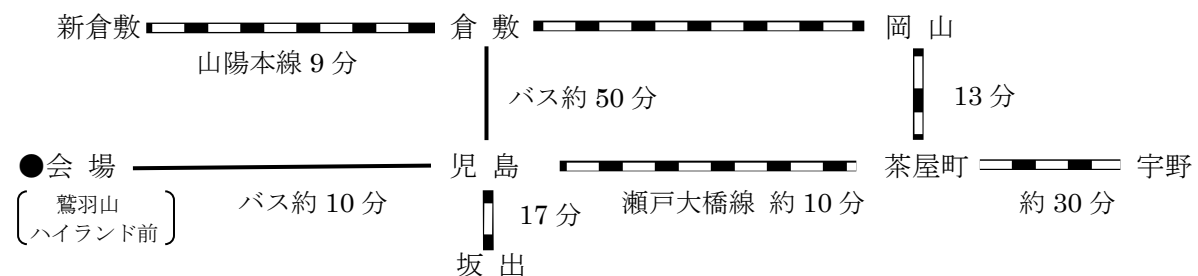 新倉敷 倉 敷 岡 山
山陽本線 9 分
バス約 50 分 13 分
●会 場 児 島 茶屋町 宇野
鷲羽山 バス約 10 分 17 分 瀬戸大橋線 約 10 分 約 30 分
ハイランド前
坂 出